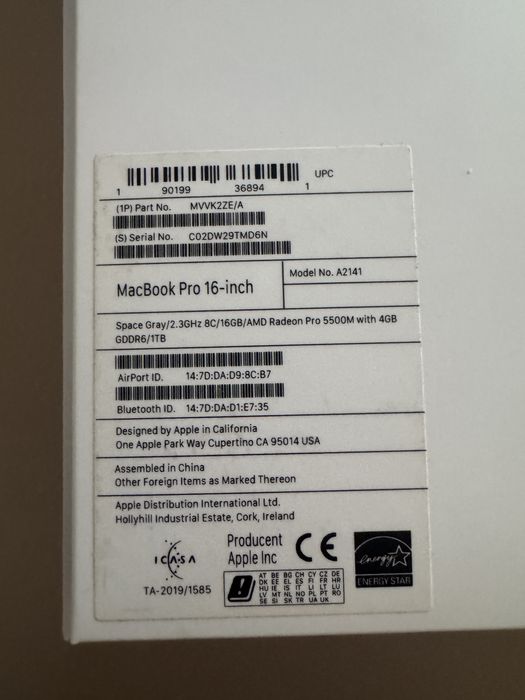 UPC
1 90199 36894 1
(1P) Part No. MVVK2ZE/A
(S) Serial No. C02DW29TMD6N
MacBook Pro 16-inch
Model No. A2141
Space Gray/2.3GHz 8C/16GB/AMD Radeon Pro 5500M with 4GB
GDDR6/1TB
AirPort ID. 14:7D:DA:D9:8C:B7
Bluetooth ID. 14:7D:DA:D1:E7:35
Designed by Apple in California
One Apple Park Way Cupertino CA 95014 USA
Assembled in China
Other Foreign Items as Marked Thereon
Apple Distribution International Ltd.
Hollyhill Industrial Estate, Cork, Ireland
ICASA
TA-2019/1585
Producent
Apple Inc
CE
AT BE BG CH CY CZ DE
DK EE EL ES FI FR HR
HU IE IS IT LI LT LU
LV MT NL NO PL PT RO
SE SI SK TR UA UK
energy
ENERGY STAR